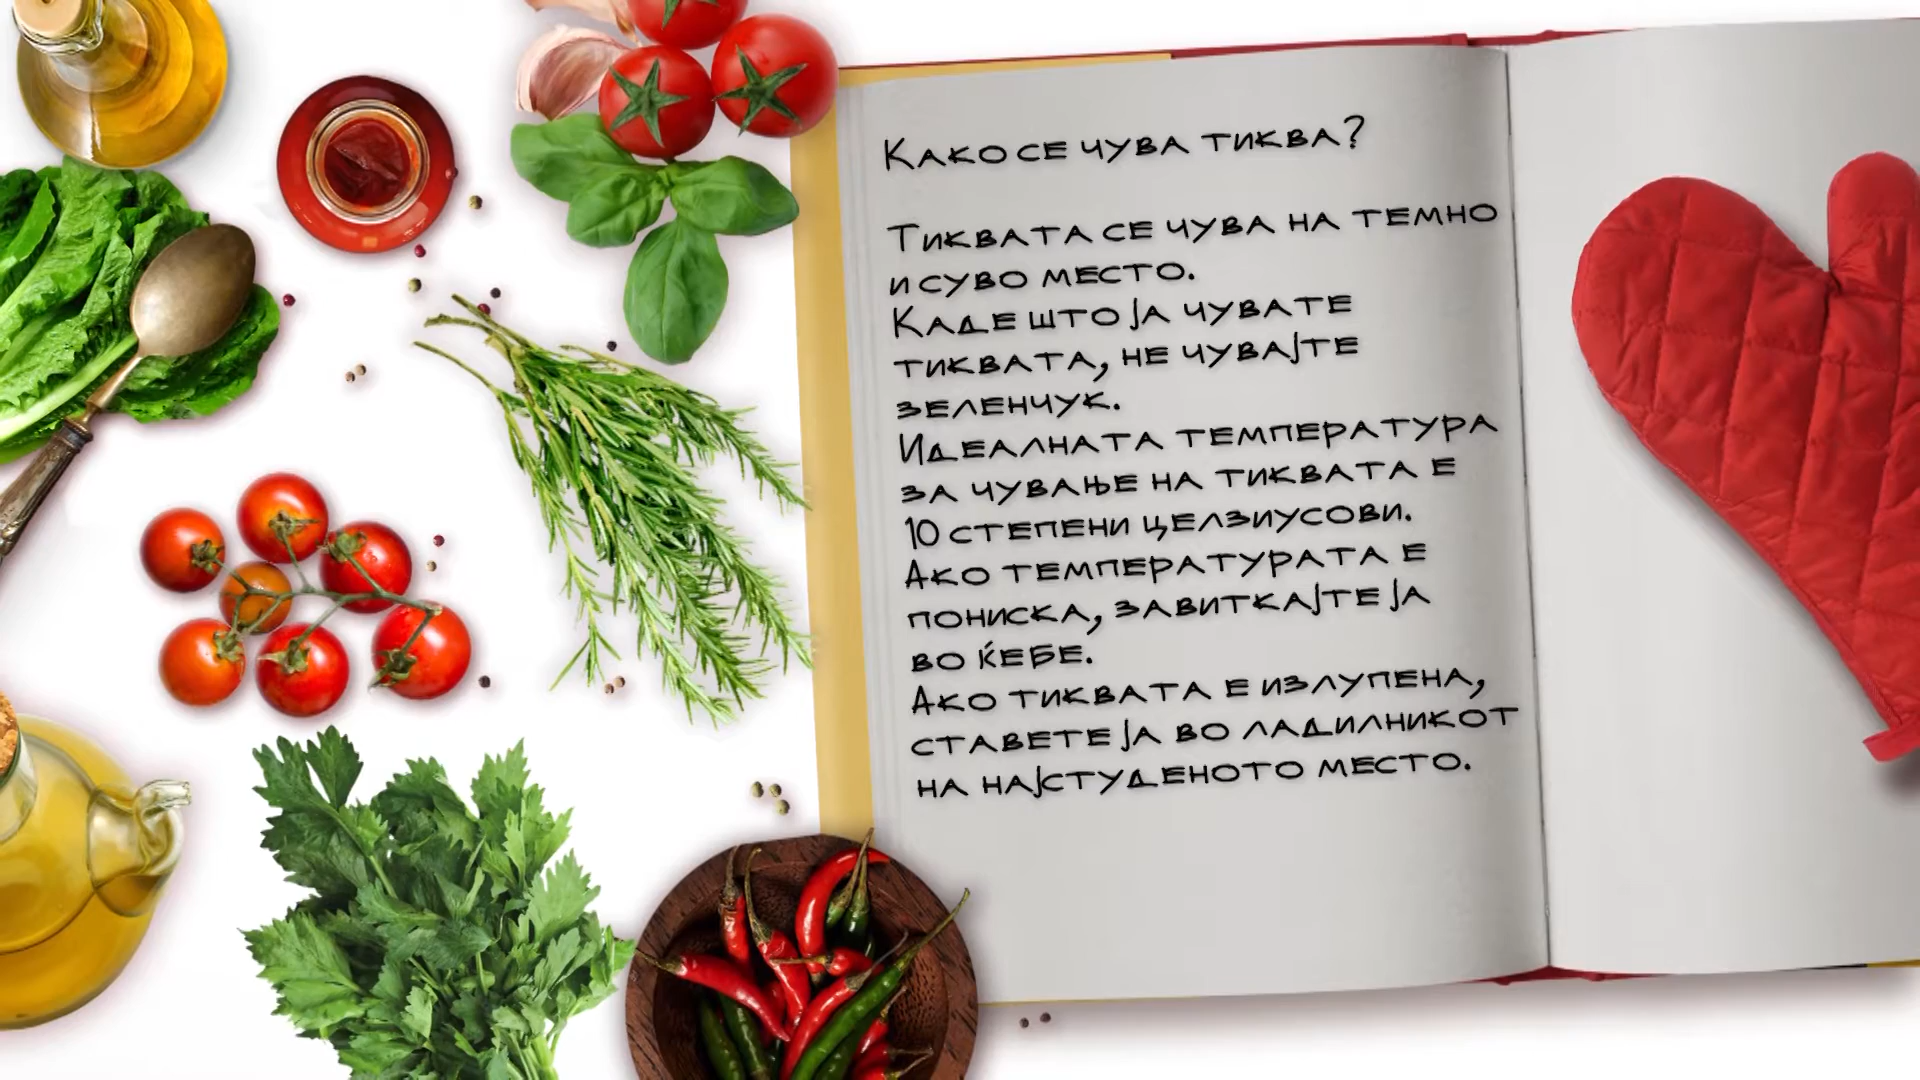 Како се чува тиква?
Тиквата се чува на темно
и суво место.
Каде што ја чувате
тиквата, не чувајте
зеленчук.
Идеалната температура
за чување на тиквата е
10 степени целзиусови.
Ако температурата е
пониска, завиткајте ја
во ќебе.
Ако тиквата е излупена,
ставете ја во ладилникот
на најстуденото место.